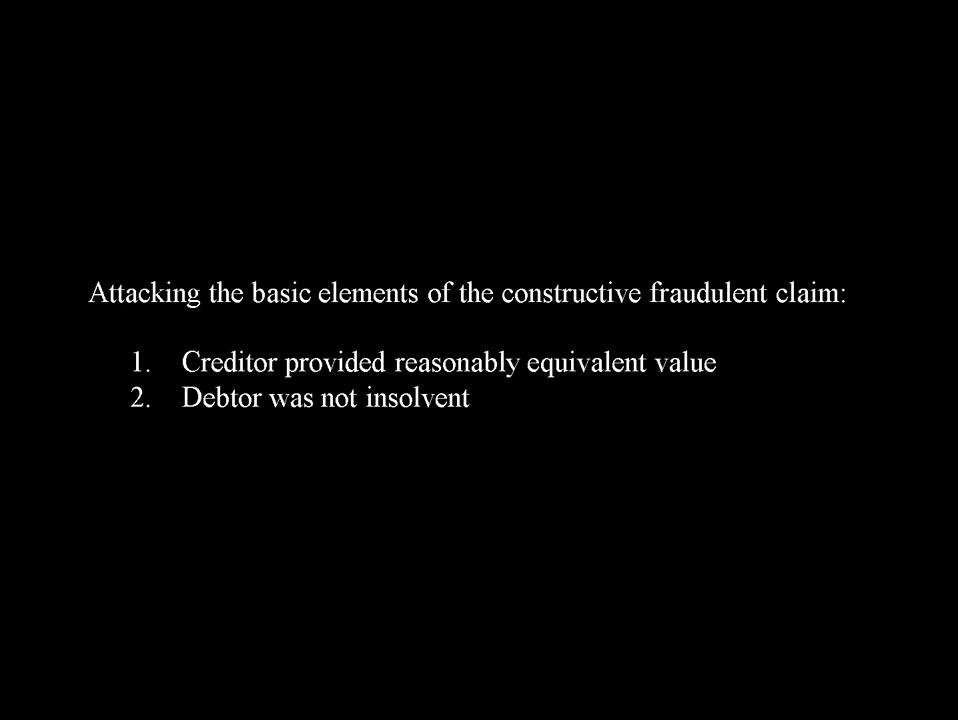 Attacking the basic elements of the constructive fraudulent claim:
1. Creditor provided reasonably equivalent value
2. Debtor was not insolvent